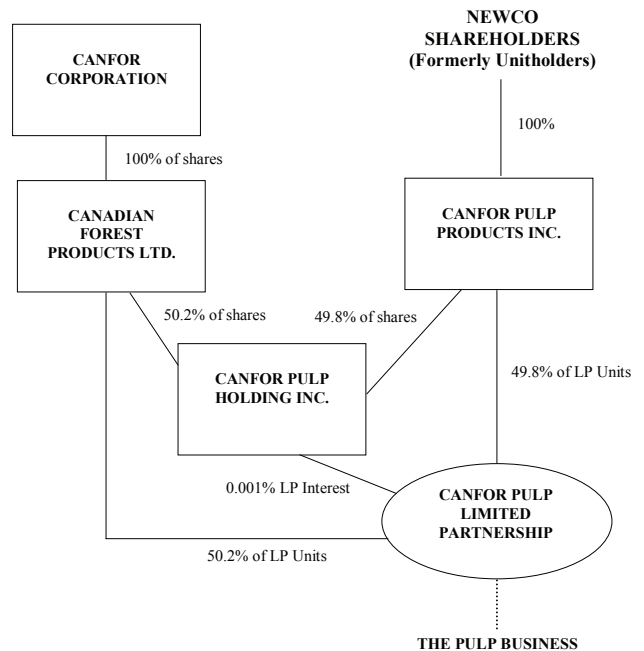 NEWCO
SHAREHOLDERS
(Formerly Unitholders)
CANFOR
CORPORATION
100%
100% of shares
CANADIAN
FOREST
PRODUCTS LTD.
CANFOR PULP
PRODUCTS INC.
50.2% of shares
49.8% of shares
CANFOR PULP
HOLDING INC.
49.8% of LP Units
0.001% LP Interest
CANFOR PULP
LIMITED
PARTNERSHIP
50.2% of LP Units
THE PULP BUSINESS